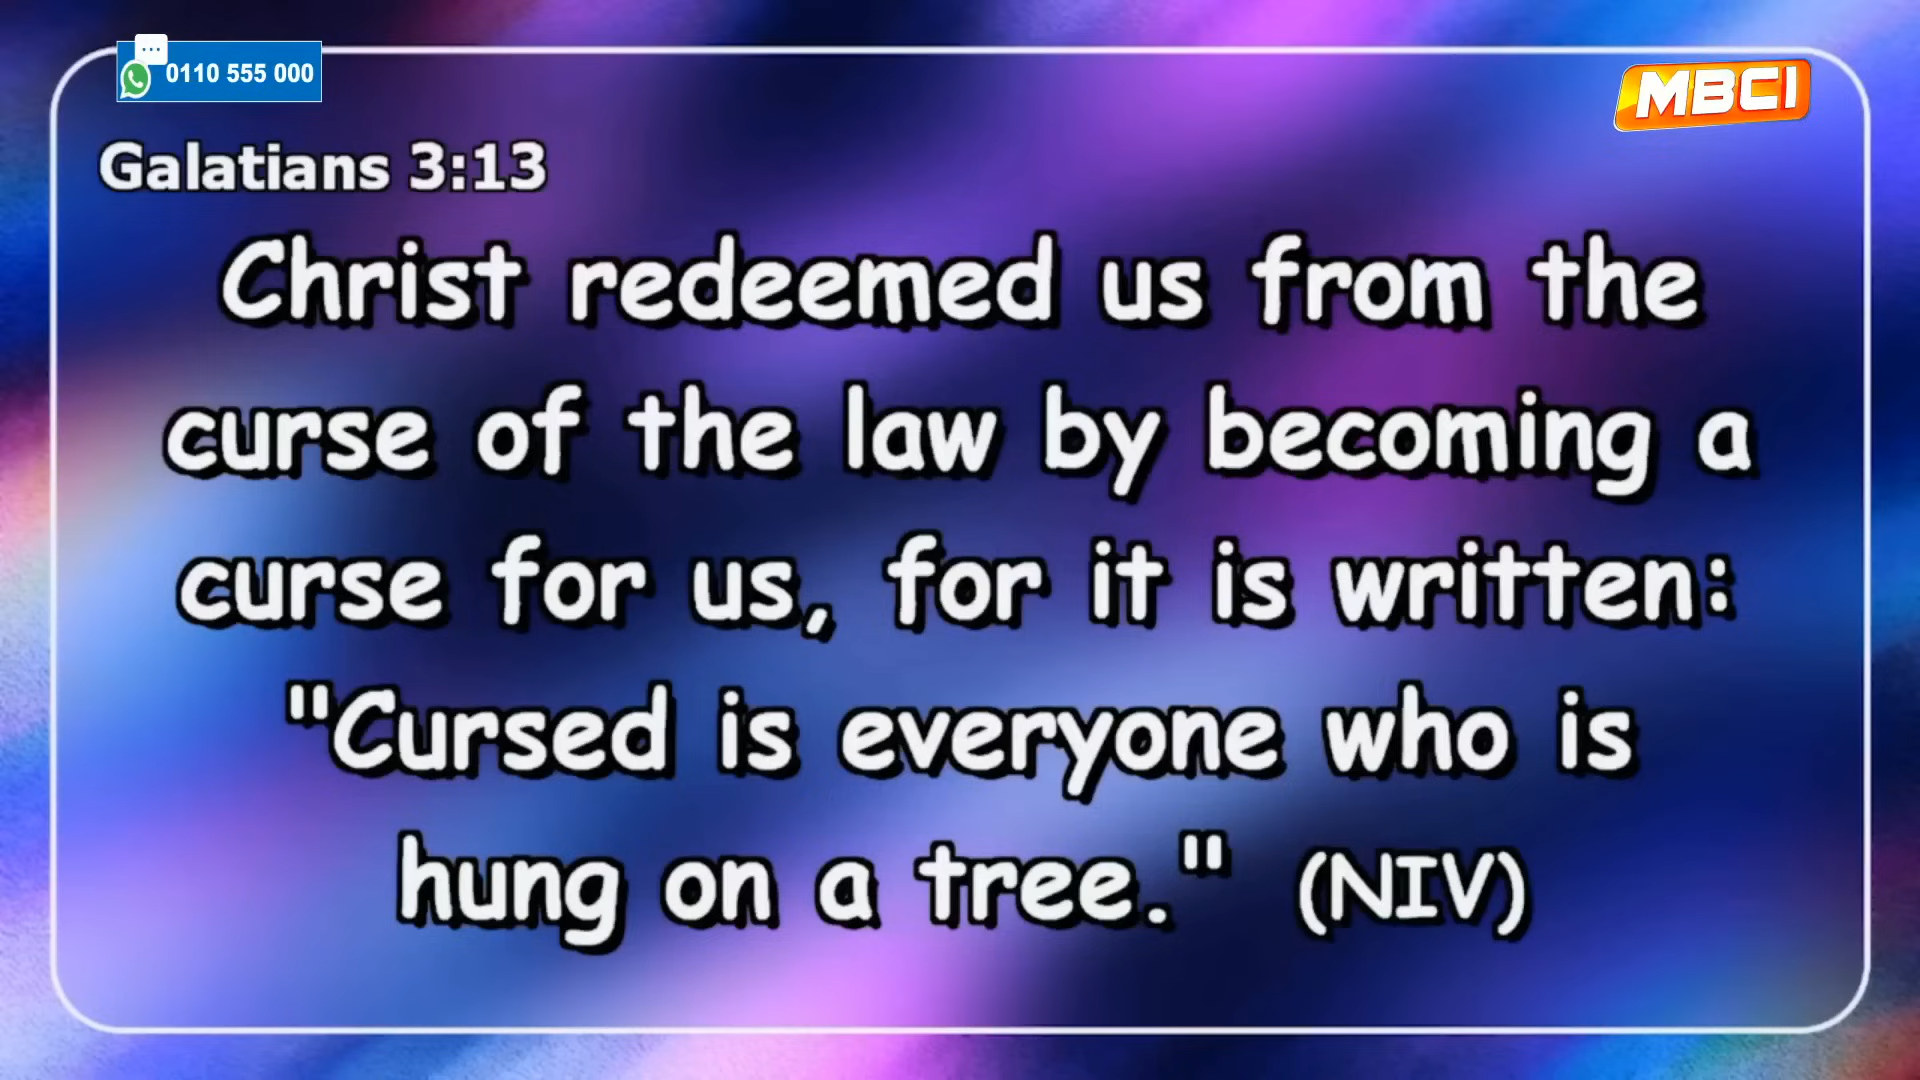 0110 555 000
MBCI
Galatians 3:13
Christ redeemed us from the
curse of the law by becoming a
curse for us, for it is written:
"Cursed is everyone who is
hung on a tree." (NIV)